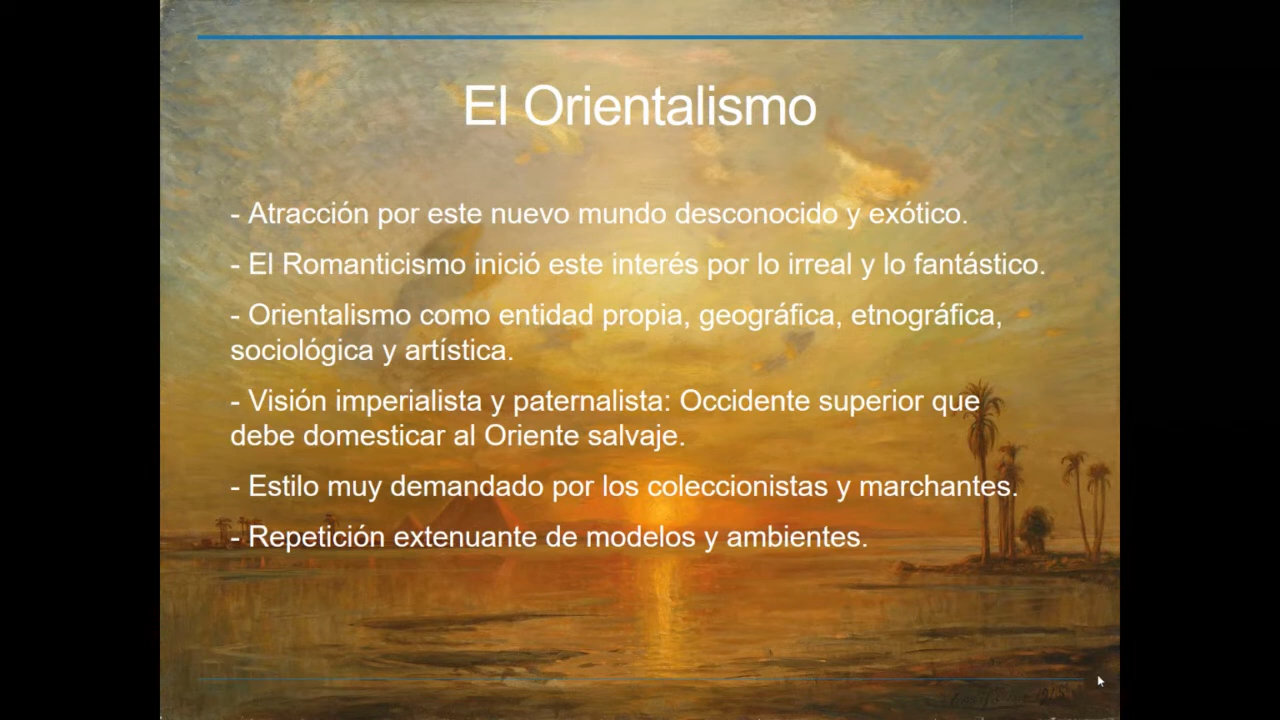 El Orientalismo
- Atracción por este nuevo mundo desconocido y exótico.
- El Romanticismo inició este interés por lo irreal y lo fantástico.
- Orientalismo como entidad propia, geográfica, etnográfica,
sociológica y artística.
- Visión imperialista y paternalista: Occidente superior que
debe domesticar al Oriente salvaje.
- Estilo muy demandado por los coleccionistas y marchantes.
- Repetición extenuante de modelos y ambientes.